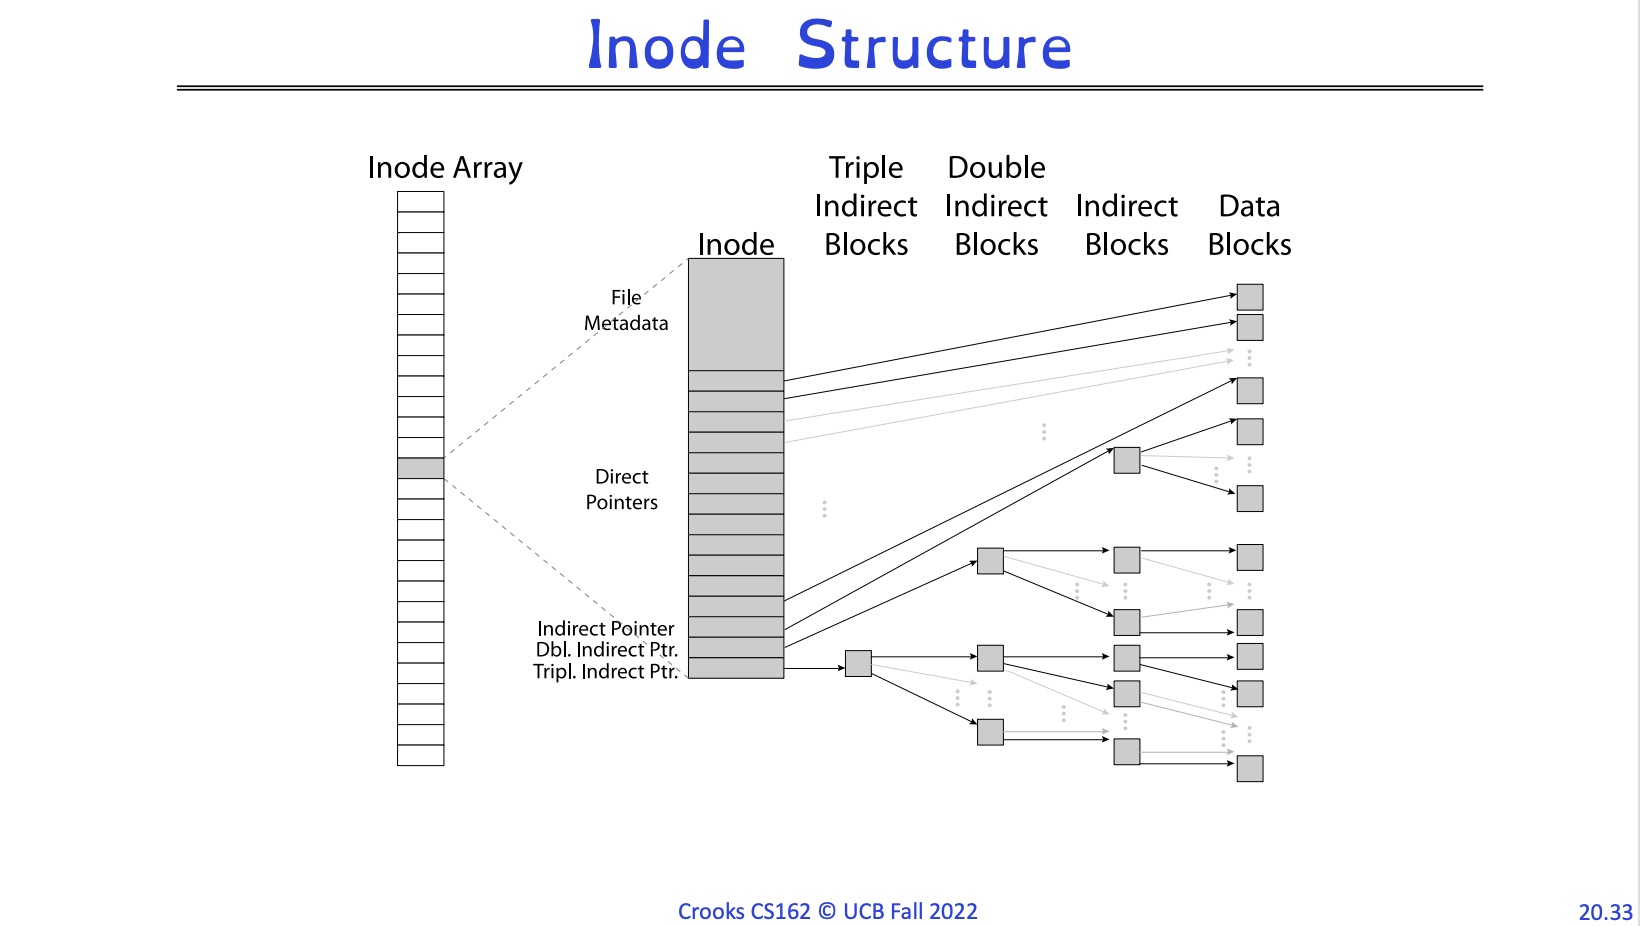 Inode Structure
Inode Array
Triple
Indirect
Blocks
Double
Indirect
Blocks
Indirect
Blocks
Data
Blocks
Inode
File
Metadata
Direct
Pointers
Indirect Pointer
Dbl. Indirect Ptr.
Tripl. Indirect Ptr.
Crooks CS162 © UCB Fall 2022
20.33